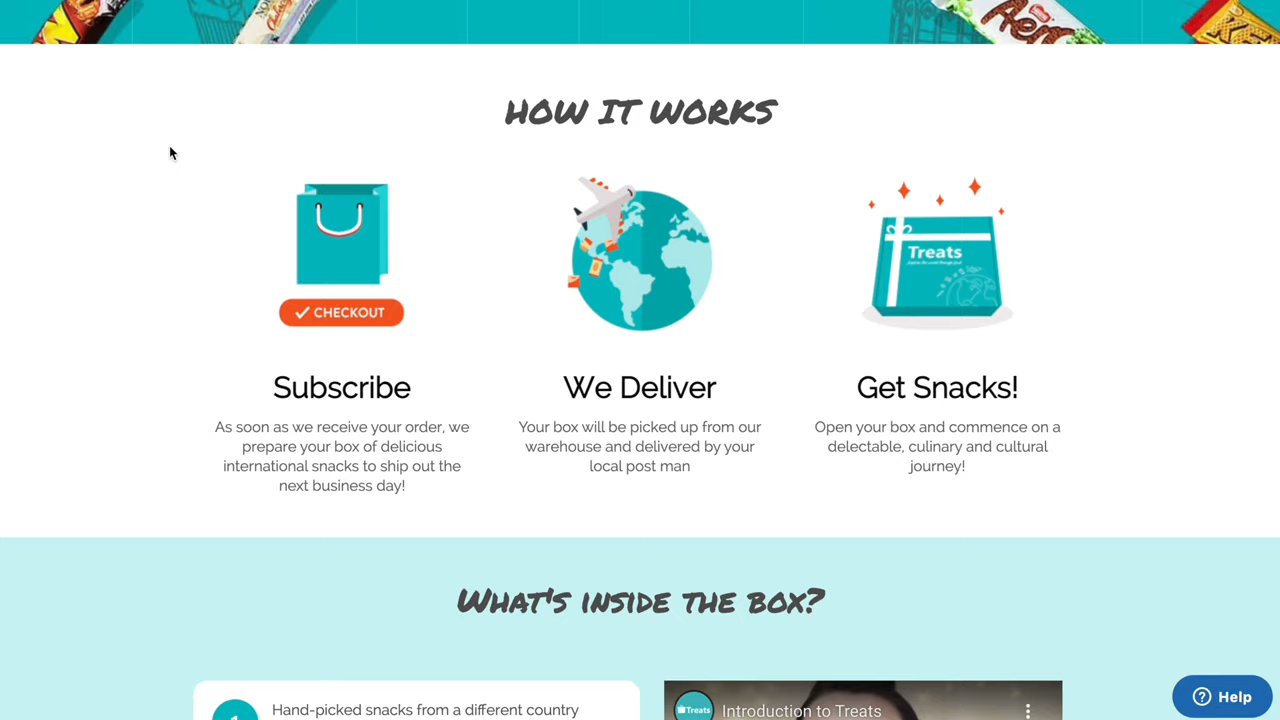 Aero
HOW IT WORKS
CHECKOUT
Treats
Subscribe
We Deliver
Get Snacks!
As soon as we receive your order, we
prepare your box of delicious
international snacks to ship out the
next business day!
Your box will be picked up from our
warehouse and delivered by your
local post man
Open your box and commence on a
delectable, culinary and cultural
journey!
WHAT'S INSIDE THE BOX?
1
Hand-picked snacks from a different country
Treats
Introduction to Treats
Help